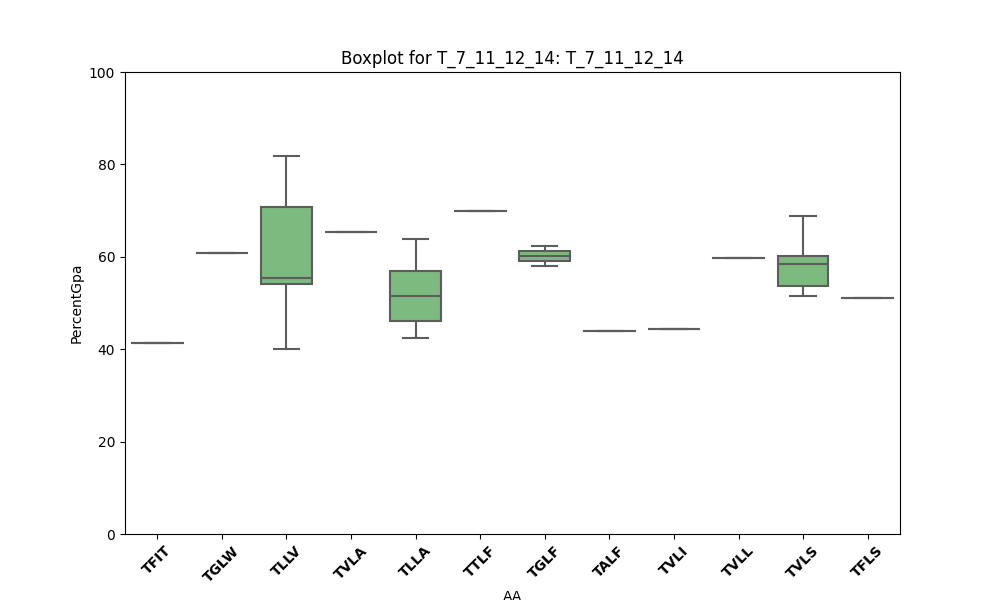 Boxplot for T_7_11_12_14: T_7_11_12_14
100
80
60
40
20
0
PercentGpa
TFIT TGLW TLLV TVLA TLLA TTLF TGLF TALF TVLI TVLL TVLS TFLS
AA